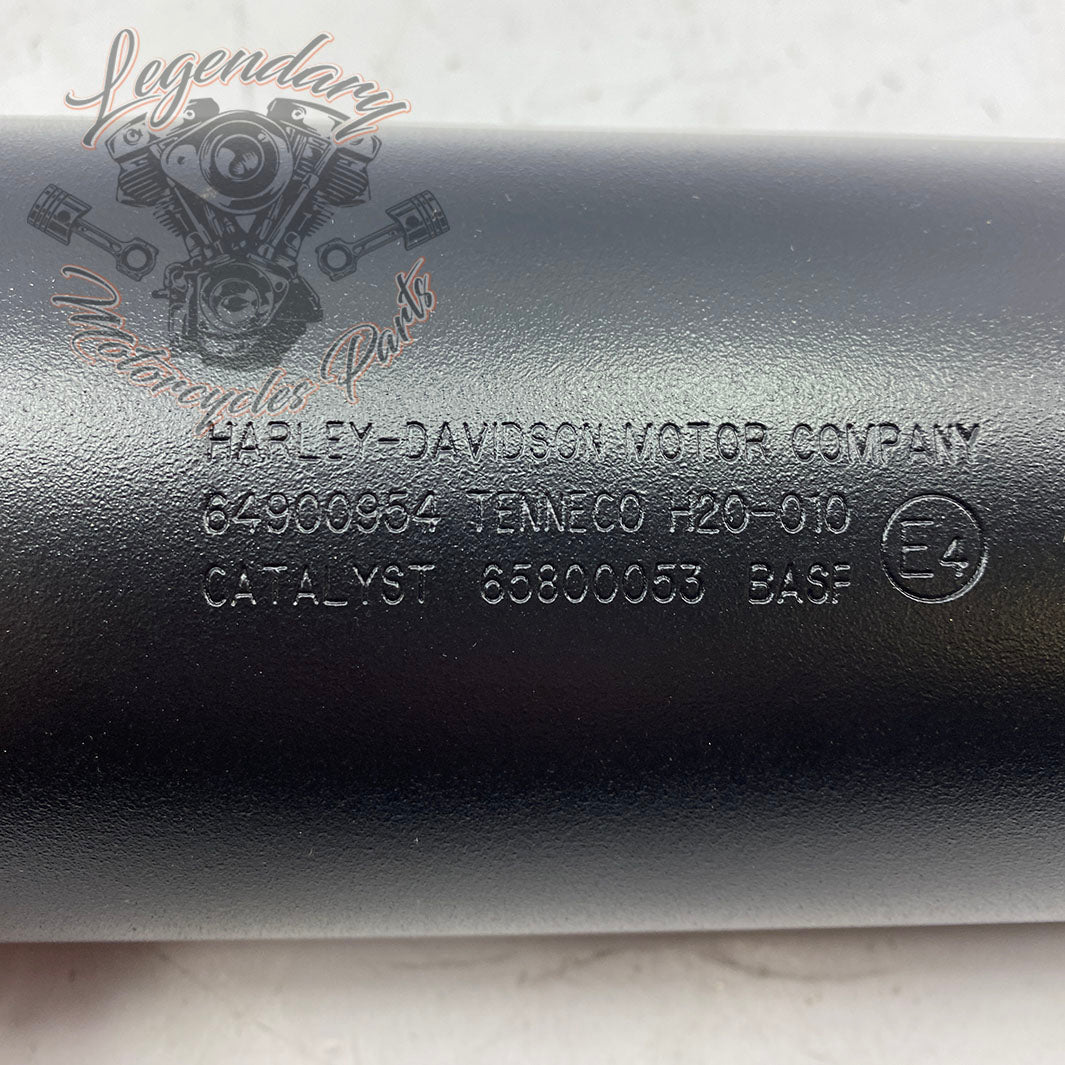 Legendary
Motorcycles Parts
HARLEY-DAVIDSON MOTOR COMPANY
64900954 TENNECO H20-010
CATALYST 65800053 BASF
E4